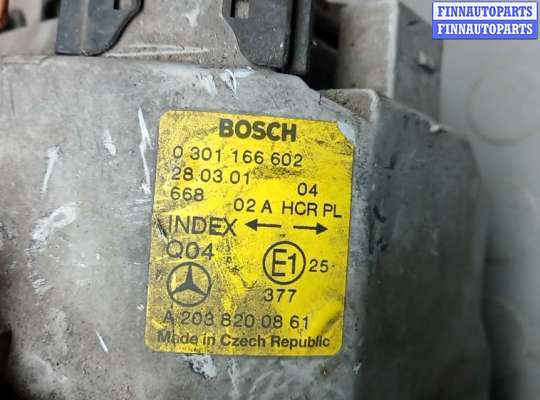 FINNAUTOPARTS
FINNAUTOPARTS
BOSCH
0 301 166 602
28.03.01 04
668 02 A HCR PL
INDEX
Q04
E1 25
377
A 203 820 08 61
Made in Czech Republic